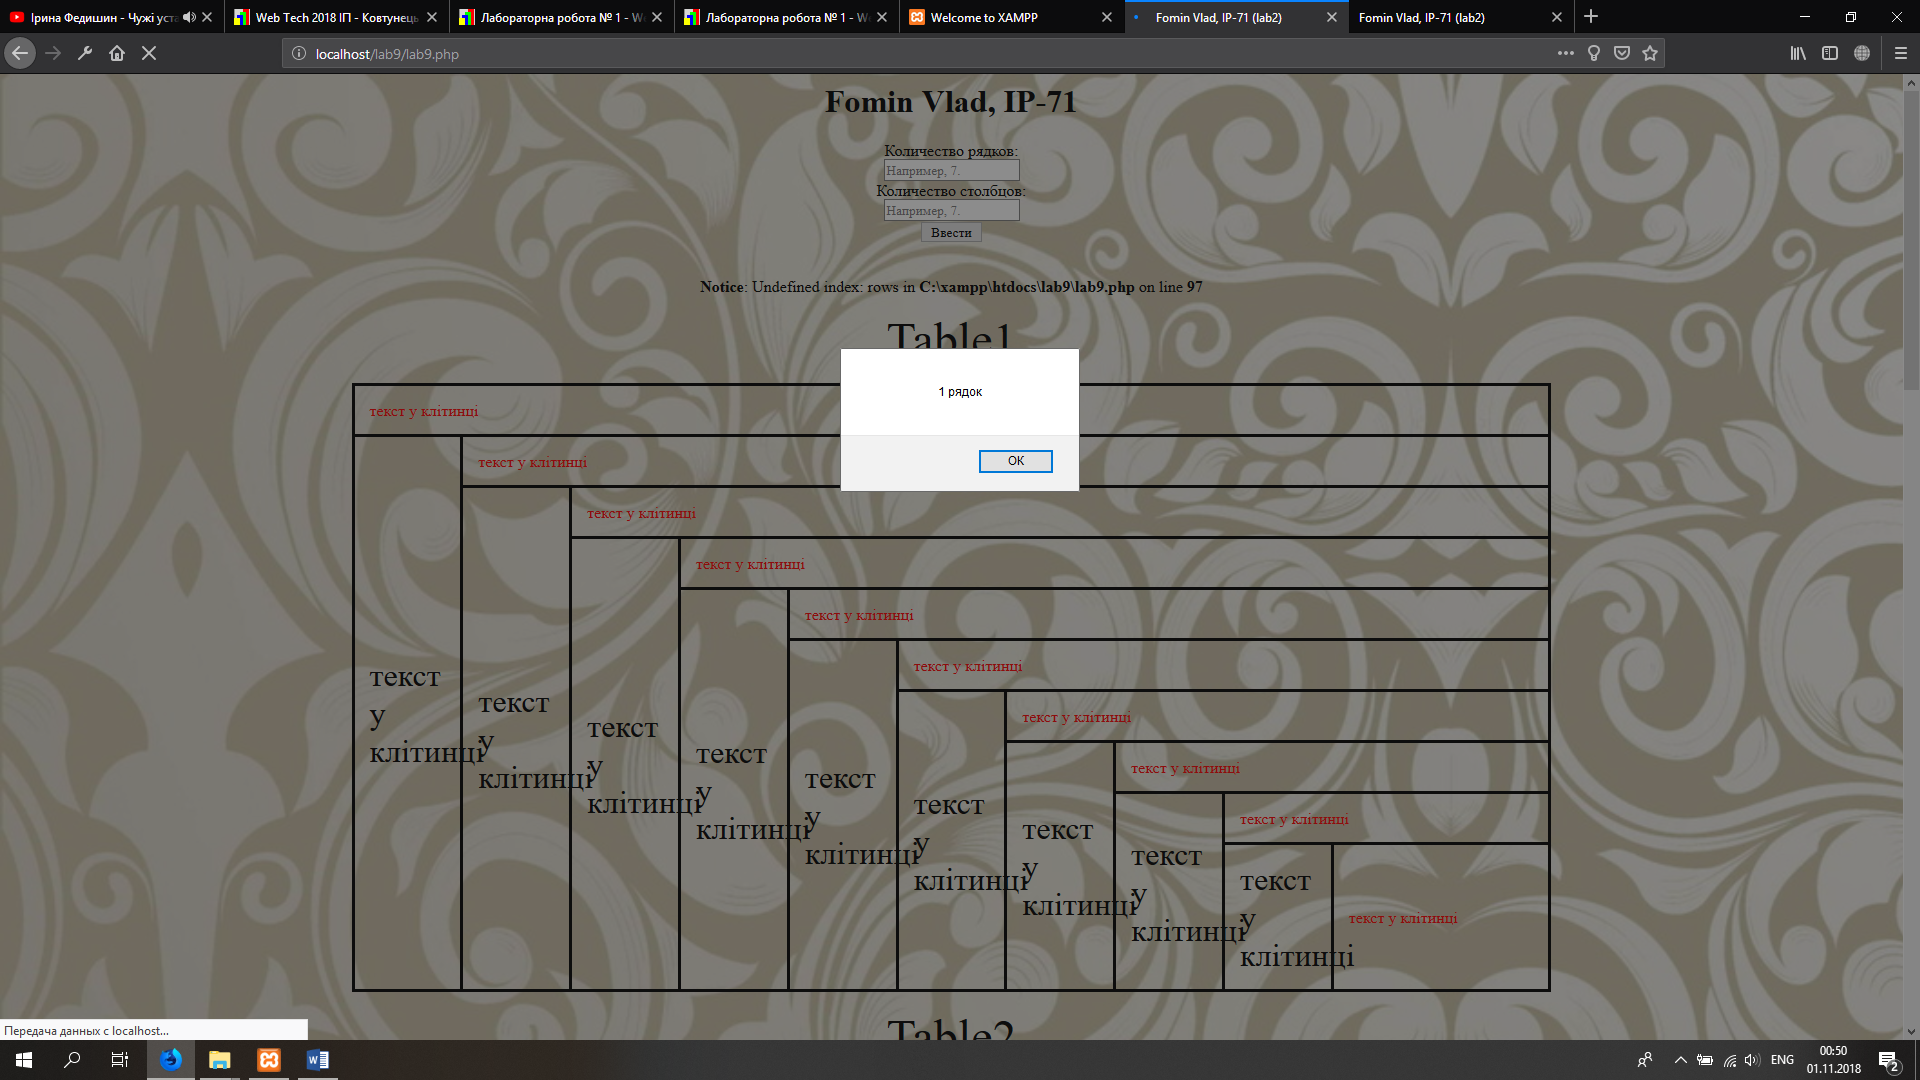 Ірина Федишин - Чужі уста
Web Tech 2018 ІП - Ковтунець
Лабораторна робота № 1 - We
Лабораторна робота № 1 - We
Welcome to XAMPP
Fomin Vlad, IP-71 (lab2)
Fomin Vlad, IP-71 (lab2)
localhost/lab9/lab9.php
Fomin Vlad, IP-71
Количество рядков:
Например, 7.
Количество столбцов:
Например, 7.
Ввести
Notice: Undefined index: rows in C:\xampp\htdocs\lab9\lab9.php on line 97
Table1
1 рядок
OK
текст у клітинці
текст у клітинці
текст у клітинці
текст у клітинці
текст у клітинці
текст у клітинці
текст у клітинці
текст у клітинці
текст у клітинці
текст у клітинці
текст
у
клітинці
текст
у
клітинці
текст
у
клітинці
текст
у
клітинці
текст
у
клітинці
текст
у
клітинці
текст
у
клітинці
текст
у
клітинці
текст
у
клітинці
Table2
Передача данных с localhost...
ENG
00:50
01.11.2018
2